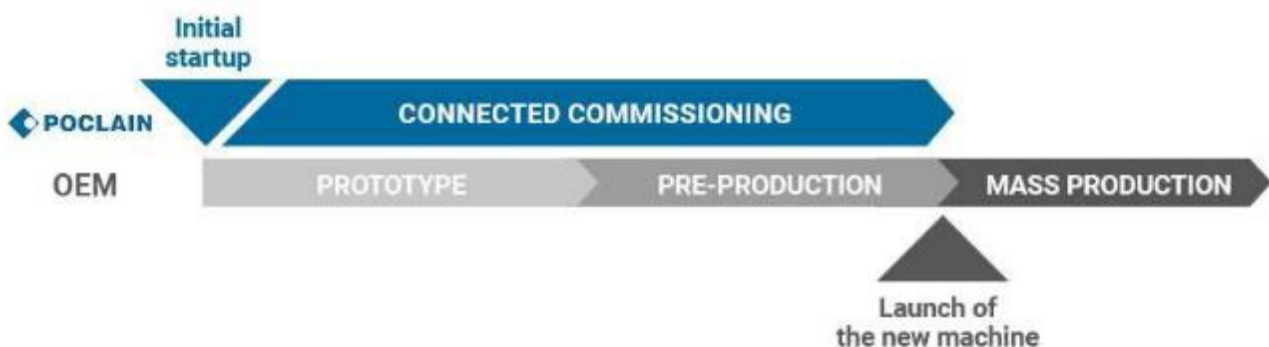 Initial
startup
POCLAIN
CONNECTED COMMISSIONING
OEM
PROTOTYPE
PRE-PRODUCTION
MASS PRODUCTION
Launch of
the new machine